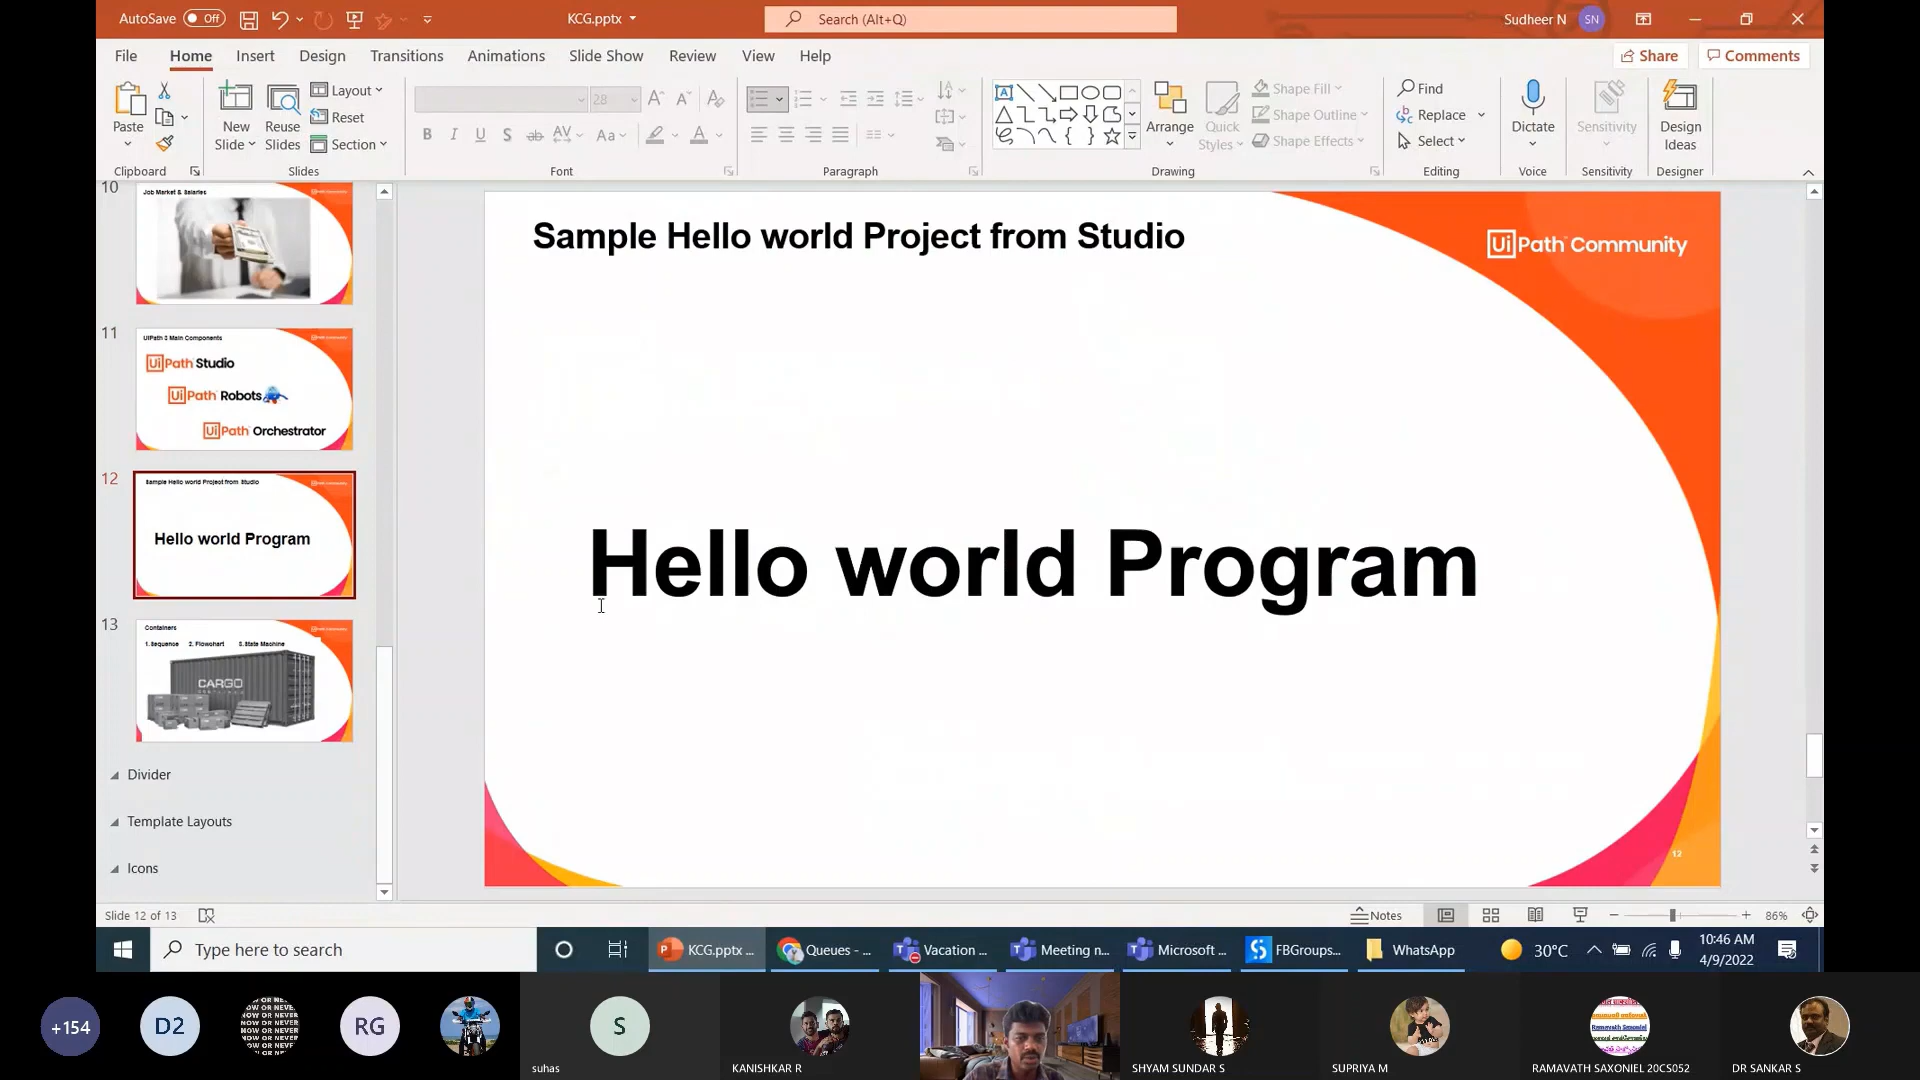 AutoSave Off
KCG.pptx
Search (Alt+Q)
Sudheer N
SN
File Home Insert Design Transitions Animations Slide Show Review View Help
Share
Comments
Paste
New Slide
Reuse Slides
Layout
Reset
Section
28
Arrange
Quick Styles
Shape Fill
Shape Outline
Shape Effects
Find
Replace
Select
Dictate
Sensitivity
Design Ideas
Clipboard
Slides
Font
Paragraph
Drawing
Editing
Voice
Sensitivity
Designer
10
Job Market & Salaries
11
UiPath 3 Main Components
UiPath Studio
UiPath Robots
UiPath Orchestrator
12
Sample Hello world Project from Studio
Hello world Program
13
Containers
1.Sequence 2. Flowchart 3.State Machine
CARGO
Divider
Template Layouts
Icons
Sample Hello world Project from Studio
UiPath Community
Hello world Program
12
Slide 12 of 13
Notes
86%
Type here to search
KCG.pptx ...
Queues - ...
Vacation ...
Meeting n...
Microsoft ...
FBGroups...
WhatsApp
30°C
10:46 AM
4/9/2022
+154
D2
NOW OR NEVER
RG
S
suhas
KANISHKAR R
SHYAM SUNDAR S
SUPRIYA M
Ramavath Saxoniel
RAMAVATH SAXONIEL 20CS052
DR SANKAR S